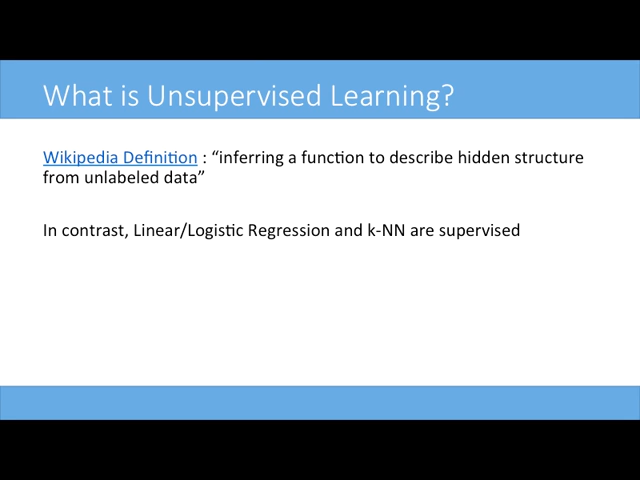 What is Unsupervised Learning?
Wikipedia Definition : “inferring a function to describe hidden structure
from unlabeled data”
In contrast, Linear/Logistic Regression and k-NN are supervised